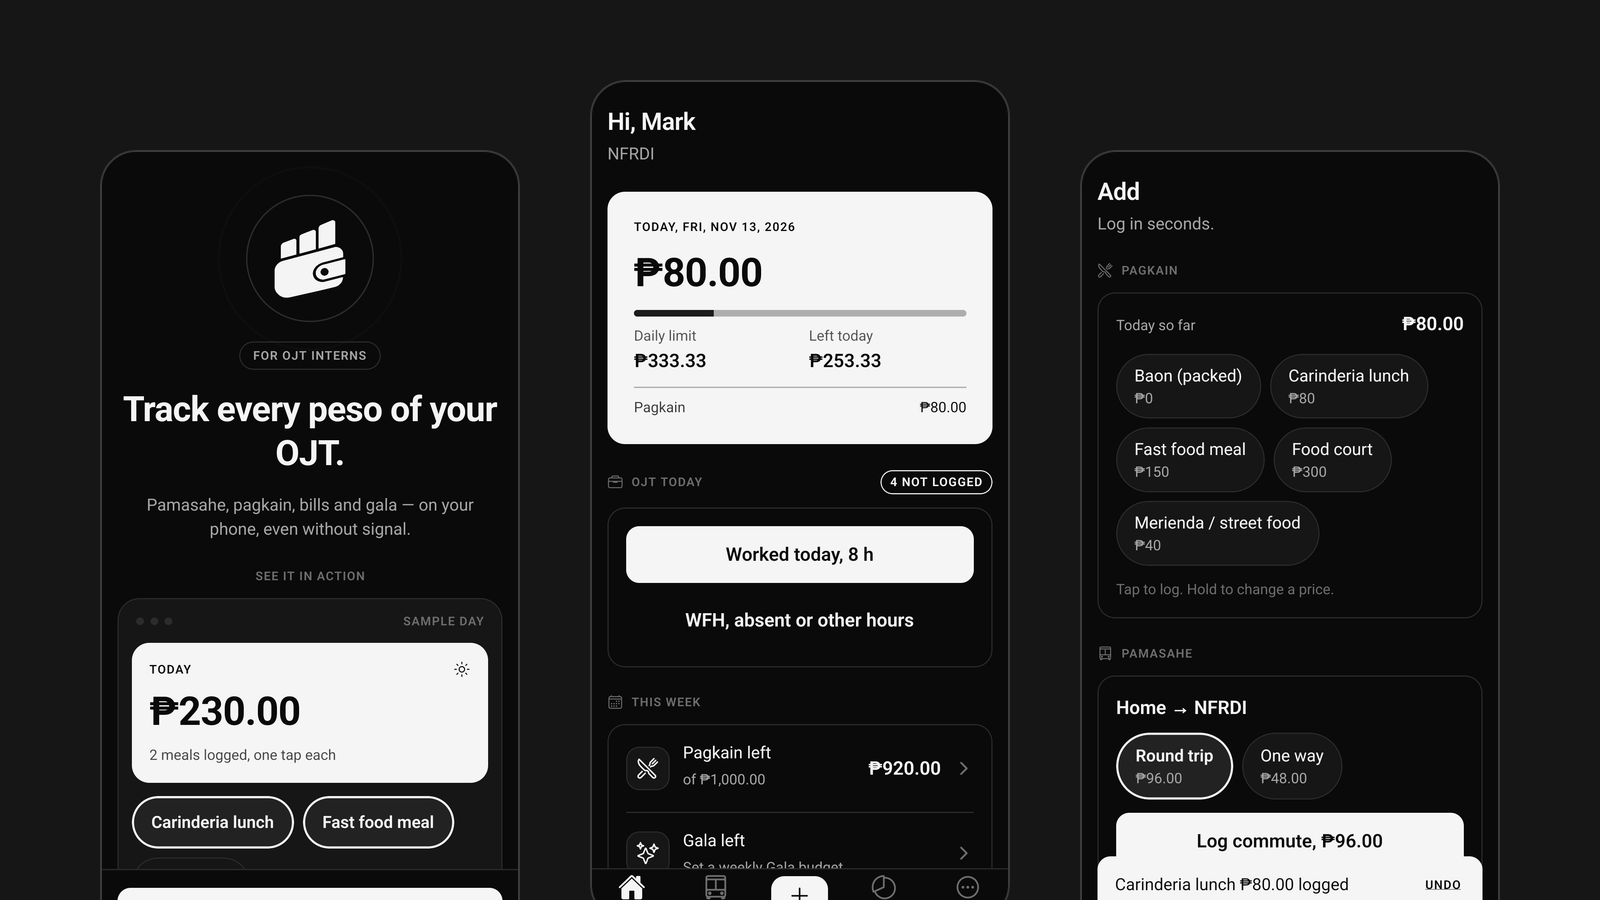 FOR OJT INTERNS
Track every peso of your
OJT.
Pamasahe, pagkain, bills and gala — on your
phone, even without signal.
SEE IT IN ACTION
SAMPLE DAY
TODAY
₱230.00
2 meals logged, one tap each
Carinderia lunch
Fast food meal
Hi, Mark
NFRDI
TODAY, FRI, NOV 13, 2026
₱80.00
Daily limit
Left today
₱333.33
₱253.33
Pagkain
₱80.00
OJT TODAY
4 NOT LOGGED
Worked today, 8 h
WFH, absent or other hours
THIS WEEK
Pagkain left
of ₱1,000.00
₱920.00
Gala left
Set a weekly Gala budget
Add
Log in seconds.
PAGKAIN
Today so far
₱80.00
Baon (packed)
₱0
Carinderia lunch
₱80
Fast food meal
₱150
Food court
₱300
Merienda / street food
₱40
Tap to log. Hold to change a price.
PAMASAHE
Home → NFRDI
Round trip
₱96.00
One way
₱48.00
Log commute, ₱96.00
Carinderia lunch ₱80.00 logged
UNDO